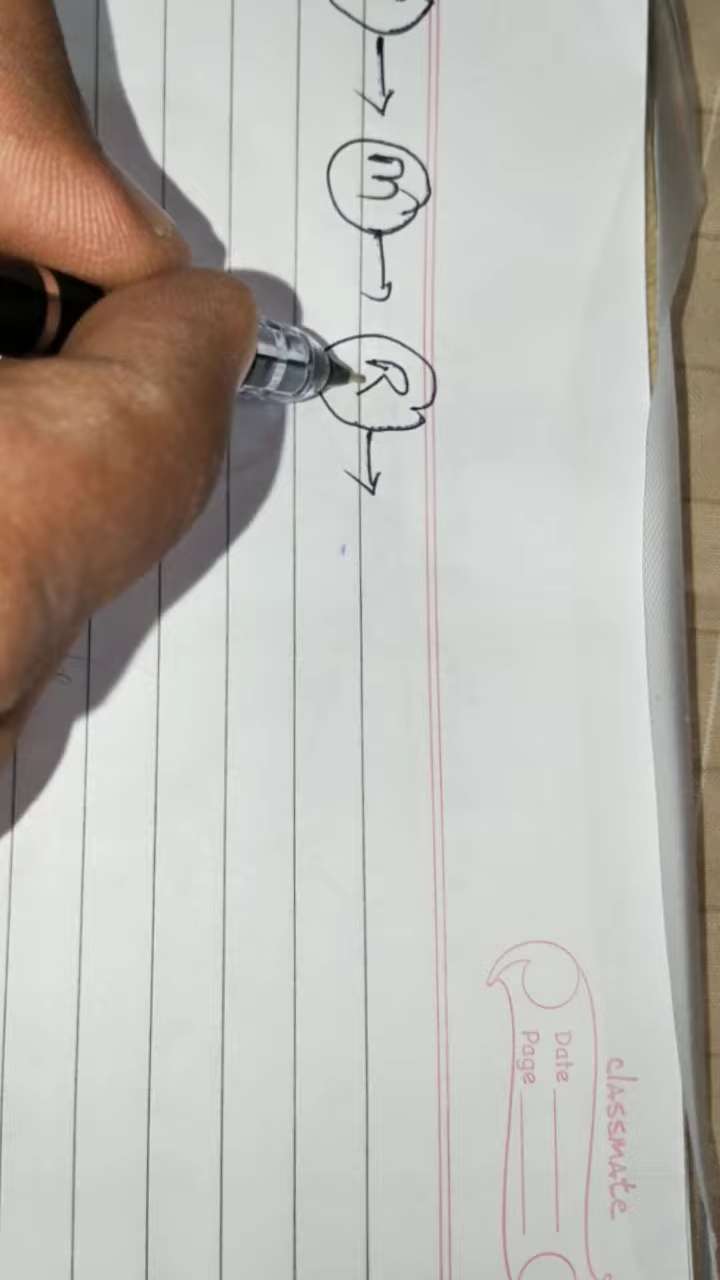 classmate
Date
Page
→ m → R →